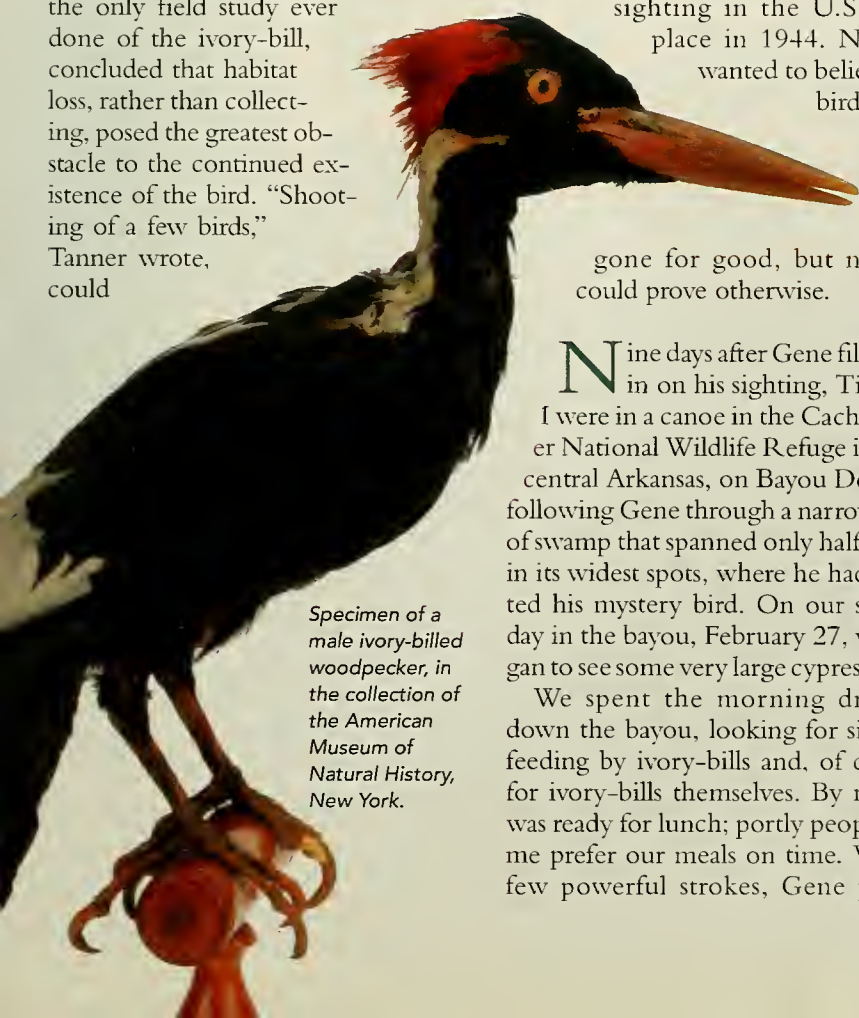 the only field study ever
done of the ivory-bill,
concluded that habitat
loss, rather than collect-
ing, posed the greatest ob-
stacle to the continued ex-
istence of the bird. “Shoot-
ing of a few birds,”
Tanner wrote,
could
Specimen of a
male ivory-billed
woodpecker, in
the collection of
the American
Museum of
Natural History,
New York.
sighting in the U.S
place in 1944. N
wanted to belie
bird
gone for good, but n
could prove otherwise.
Nine days after Gene fil
in on his sighting, Ti
I were in a canoe in the Cach
er National Wildlife Refuge i
central Arkansas, on Bayou De
following Gene through a narro
of swamp that spanned only half
in its widest spots, where he had
ted his mystery bird. On our s
day in the bayou, February 27,
gan to see some very large cypres
We spent the morning dr
down the bayou, looking for si
feeding by ivory-bills and, of
for ivory-bills themselves. By
was ready for lunch; portly peop
me prefer our meals on time.
few powerful strokes, Gene